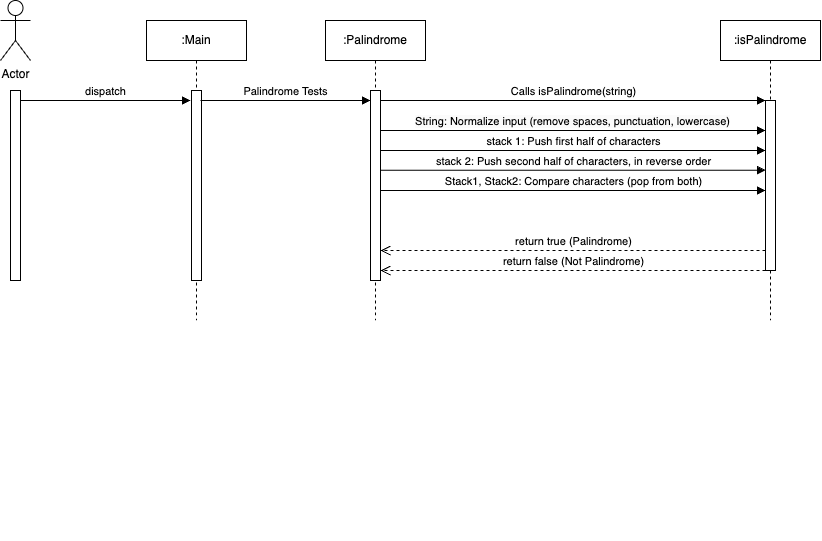 :Main
:Palindrome
:isPalindrome
Actor
dispatch
Palindrome Tests
Calls isPalindrome(string)
String: Normalize input (remove spaces, punctuation, lowercase)
stack 1: Push first half of characters
stack 2: Push second half of characters, in reverse order
Stack1, Stack2: Compare characters (pop from both)
return true (Palindrome)
return false (Not Palindrome)